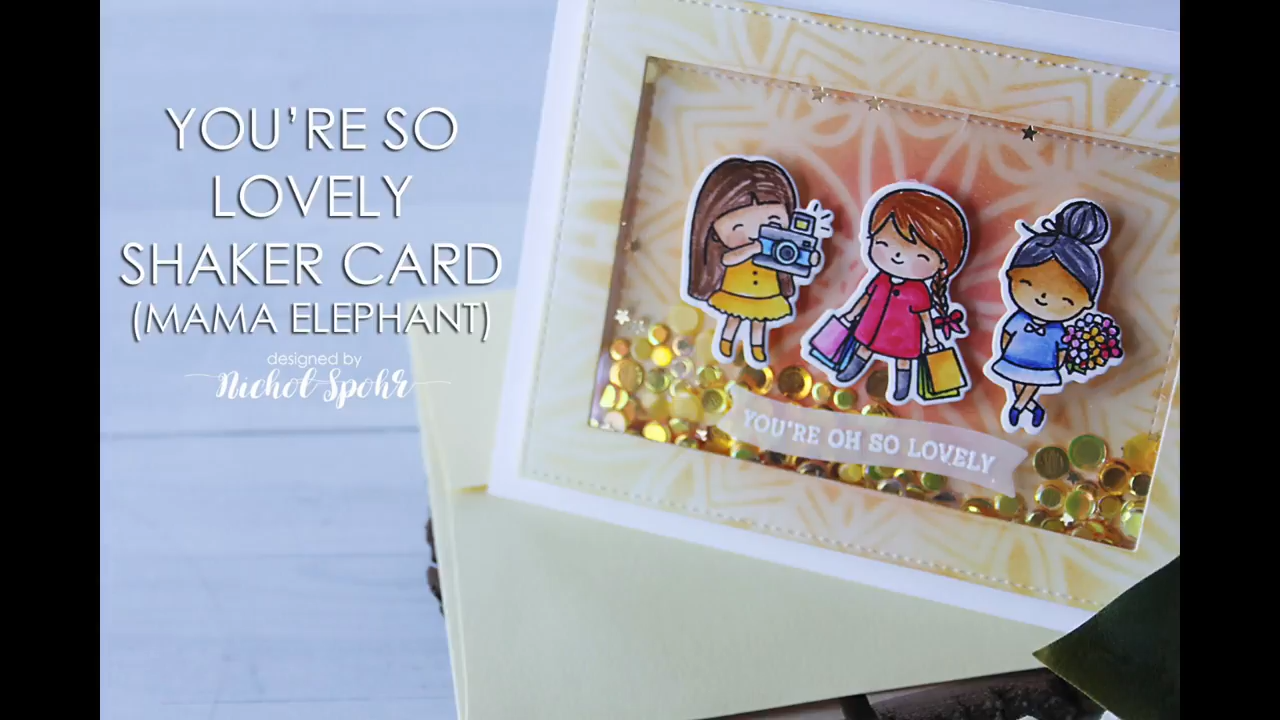 YOU'RE SO
LOVELY
SHAKER CARD
(MAMA ELEPHANT)
designed by
Nichol Spohr
YOU'RE OH SO LOVELY